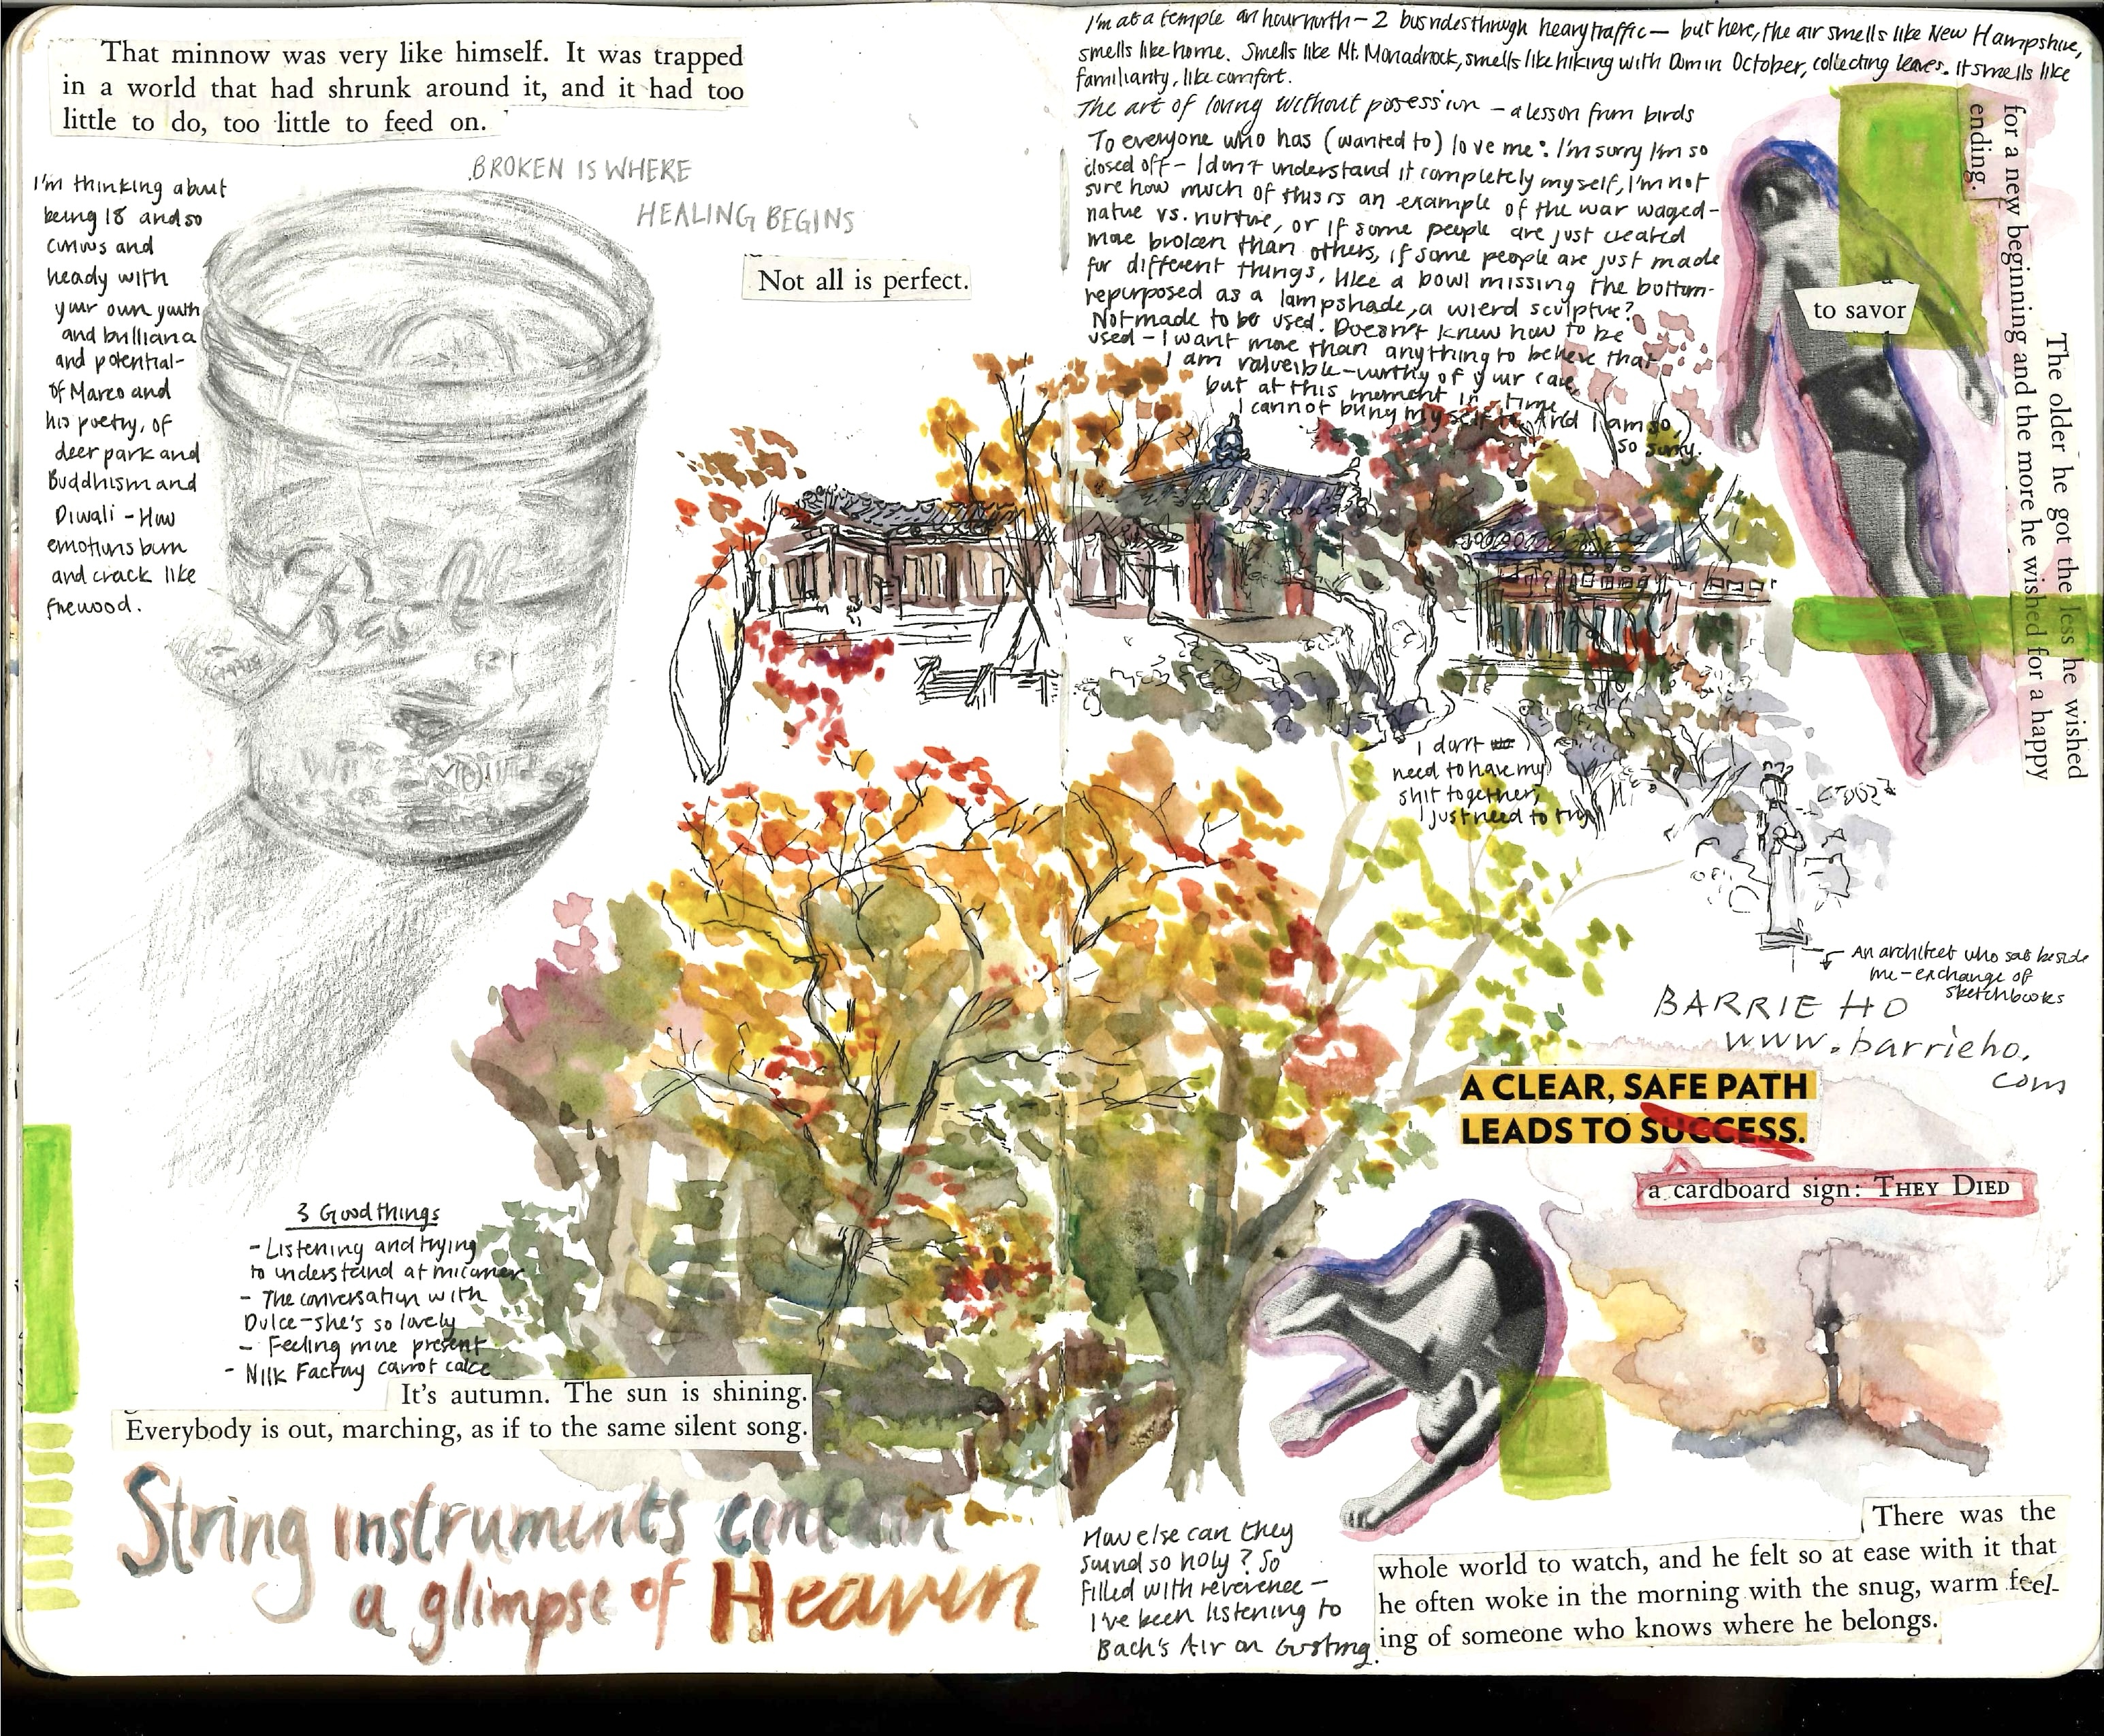 That minnow was very like himself. It was trapped
in a world that had shrunk around it, and it had too
little to do, too little to feed on.
I'm thinking about
being 18 and so
curious and
heady with
your own youth
and brilliance
and potential-
of Marco and
his poetry, of
deer park and
Buddhism and
Diwali - How
emotions burn
and crack like
firewood.
BROKEN IS WHERE
HEALING BEGINS
Not all is perfect.
I'm at a temple an hour north - 2 bus rides through heavy traffic - but here, the air smells like New Hampshire,
smells like home. Smells like Mt. Monadnock, smells like hiking with Dom in October, collecting leaves. It smells like
familiarity, like comfort.
The art of loving without posession - a lesson from birds
To everyone who has (wanted to) love me: I'm sorry I'm so
closed off - I don't understand it completely myself, I'm not
sure how much of this is an example of the war waged-
nature vs. nurture, or if some people are just created
more broken than others, if some people are just made
for different things, like a bowl missing the bottom-
repurposed as a lampshade, a wierd sculpture?
Not made to be used. Doesn't know how to be
used - I want more than anything to believe that
I am valueible - worthy of your care
but at this moment in time
I cannot bring myself to. And I am so,
so sorry.
to savor
The older he got the less he wished
for a new beginning and the more he wished for a happy
ending.
I don't
need to have my
shit together,
I just need to try
An architect who sat beside
me - exchange of
sketchbooks
BARRIE HO
www.barrieho.
com
A CLEAR, SAFE PATH
LEADS TO SUCCESS.
a cardboard sign: THEY DIED
3 Good things
- Listening and trying
to understand at
- The conversation with
Dulce - she's so lovely
- Feeling more present
- Milk Factory carrot cake
It's autumn. The sun is shining.
Everybody is out, marching, as if to the same silent song.
String instruments contain
a glimpse of Heaven
How else can they
sound so holy? So
filled with reverence -
I've been listening to
Bach's Air on G string.
There was the
whole world to watch, and he felt so at ease with it that
he often woke in the morning with the snug, warm feel-
ing of someone who knows where he belongs.